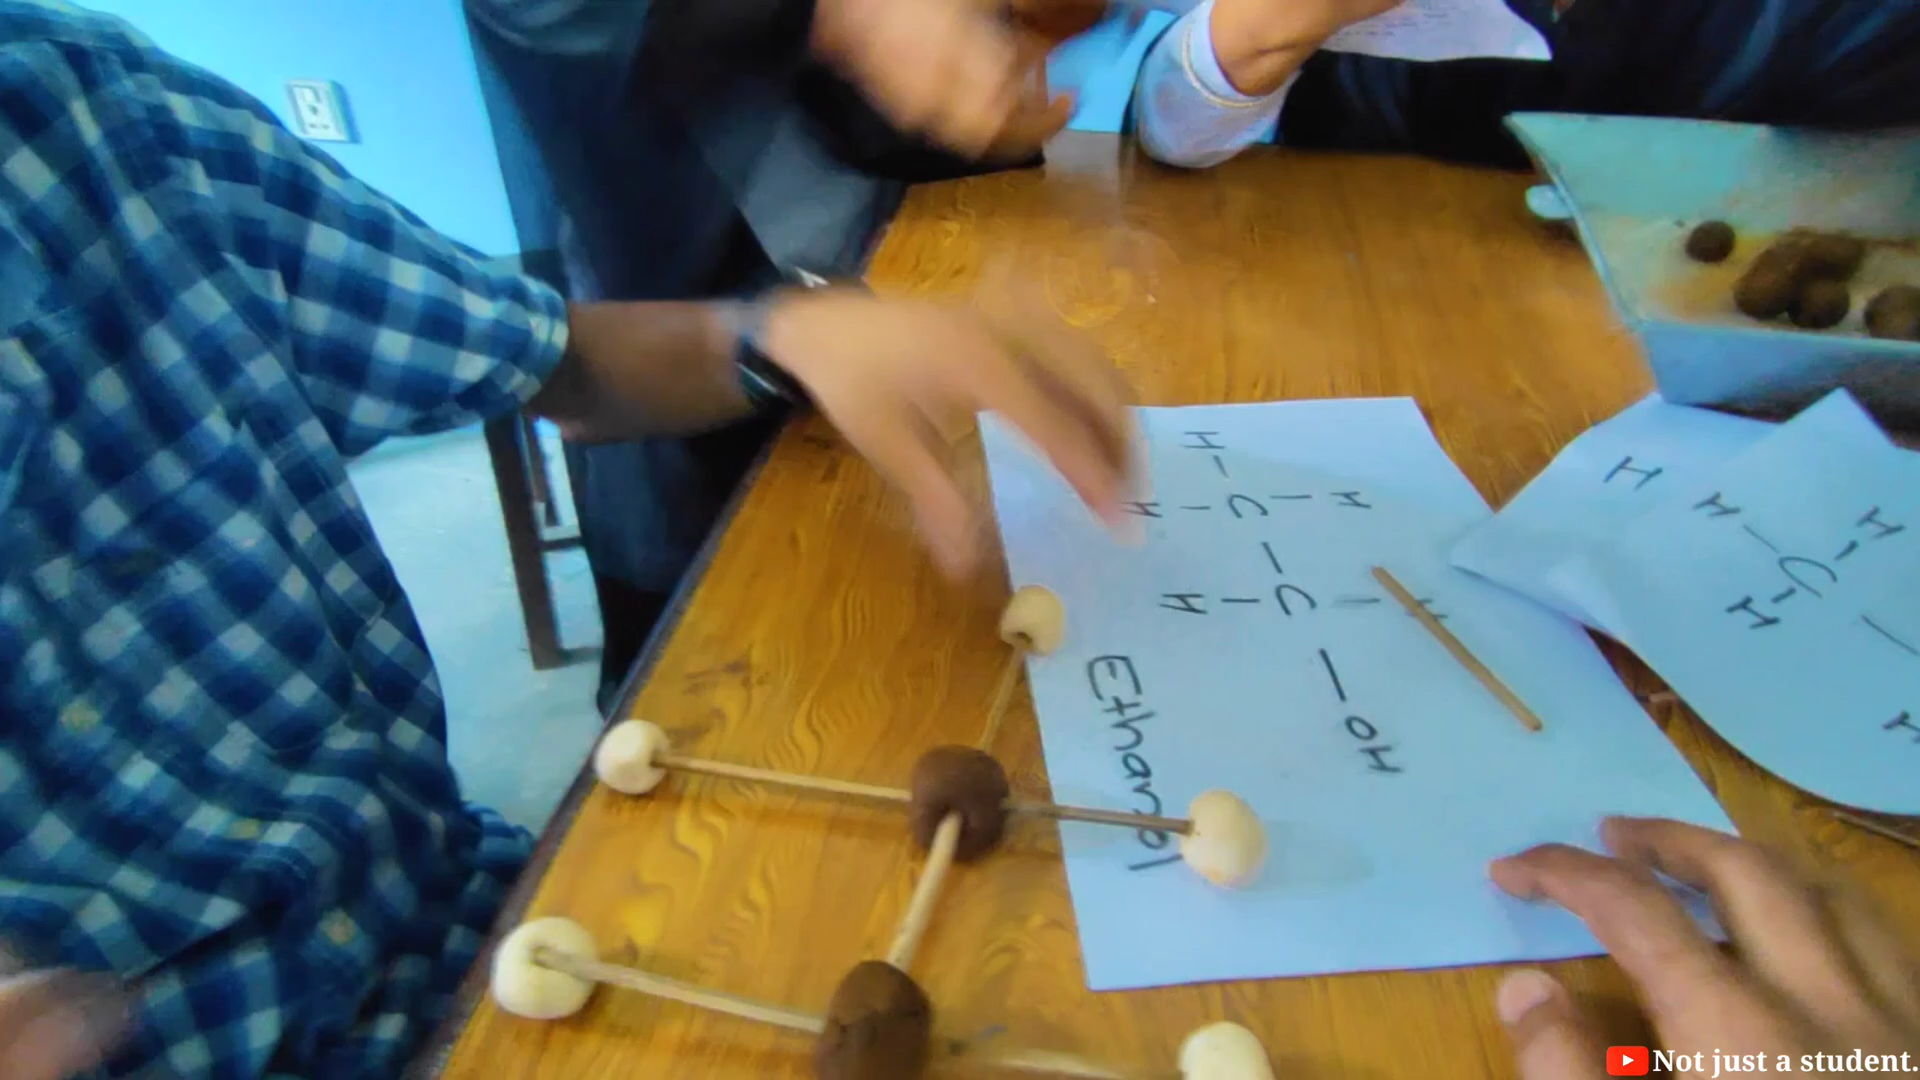 H
|
H - C - H
|
H - C - H
|
OH
Ethanol
H
H
H
C
H
H
Not just a student.